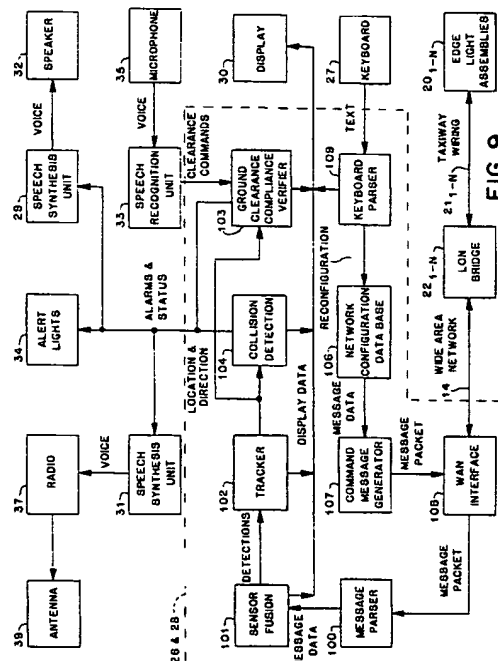 39
ANTENNA
37
RADIO
VOICE
31
SPEECH
SYNTHESIS
UNIT
34
ALERT
LIGHTS
ALARMS &
STATUS
29
SPEECH
SYNTHESIS
UNIT
VOICE
32
SPEAKER
35
MICROPHONE
VOICE
33
SPEECH
RECOGNITION
UNIT
CLEARANCE
COMMANDS
26 & 28
101
SENSOR
FUSION
DETECTIONS
102
TRACKER
LOCATION &
DIRECTION
104
COLLISION
DETECTION
103
GROUND
CLEARANCE
COMPLIANCE
VERIFIER
30
DISPLAY
DISPLAY DATA
MESSAGE
DATA
100
MESSAGE
PARSER
MESSAGE
PACKET
107
COMMAND
MESSAGE
GENERATOR
MESSAGE DATA
106
NETWORK
CONFIGURATION
DATA BASE
RECONFIGURATION
109
KEYBOARD
PARSER
TEXT
27
KEYBOARD
MESSAGE PACKET
108
WAN
INTERFACE
14
WIDE AREA
NETWORK
22 1-N
LON
BRIDGE
21 1-N
TAXIWAY
WIRING
20 1-N
EDGE
LIGHT
ASSEMBLIES
FIG. 9